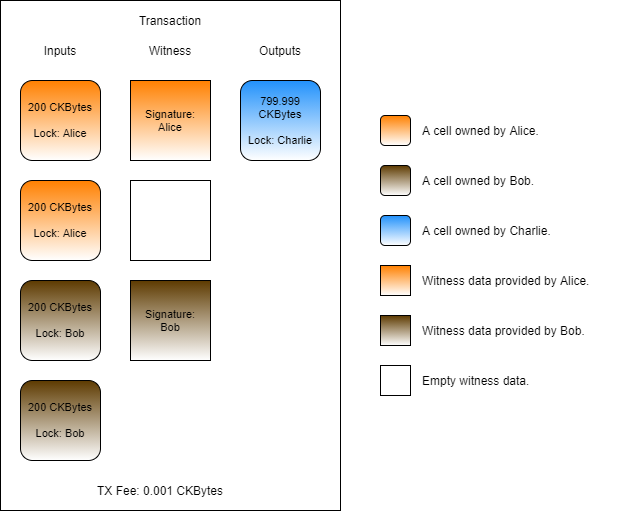 Transaction
Inputs
Witness
Outputs
200 CKBytes
Lock: Alice
Signature:
Alice
799.999
CKBytes
Lock: Charlie
200 CKBytes
Lock: Alice
200 CKBytes
Lock: Bob
Signature:
Bob
200 CKBytes
Lock: Bob
TX Fee: 0.001 CKBytes
A cell owned by Alice.
A cell owned by Bob.
A cell owned by Charlie.
Witness data provided by Alice.
Witness data provided by Bob.
Empty witness data.